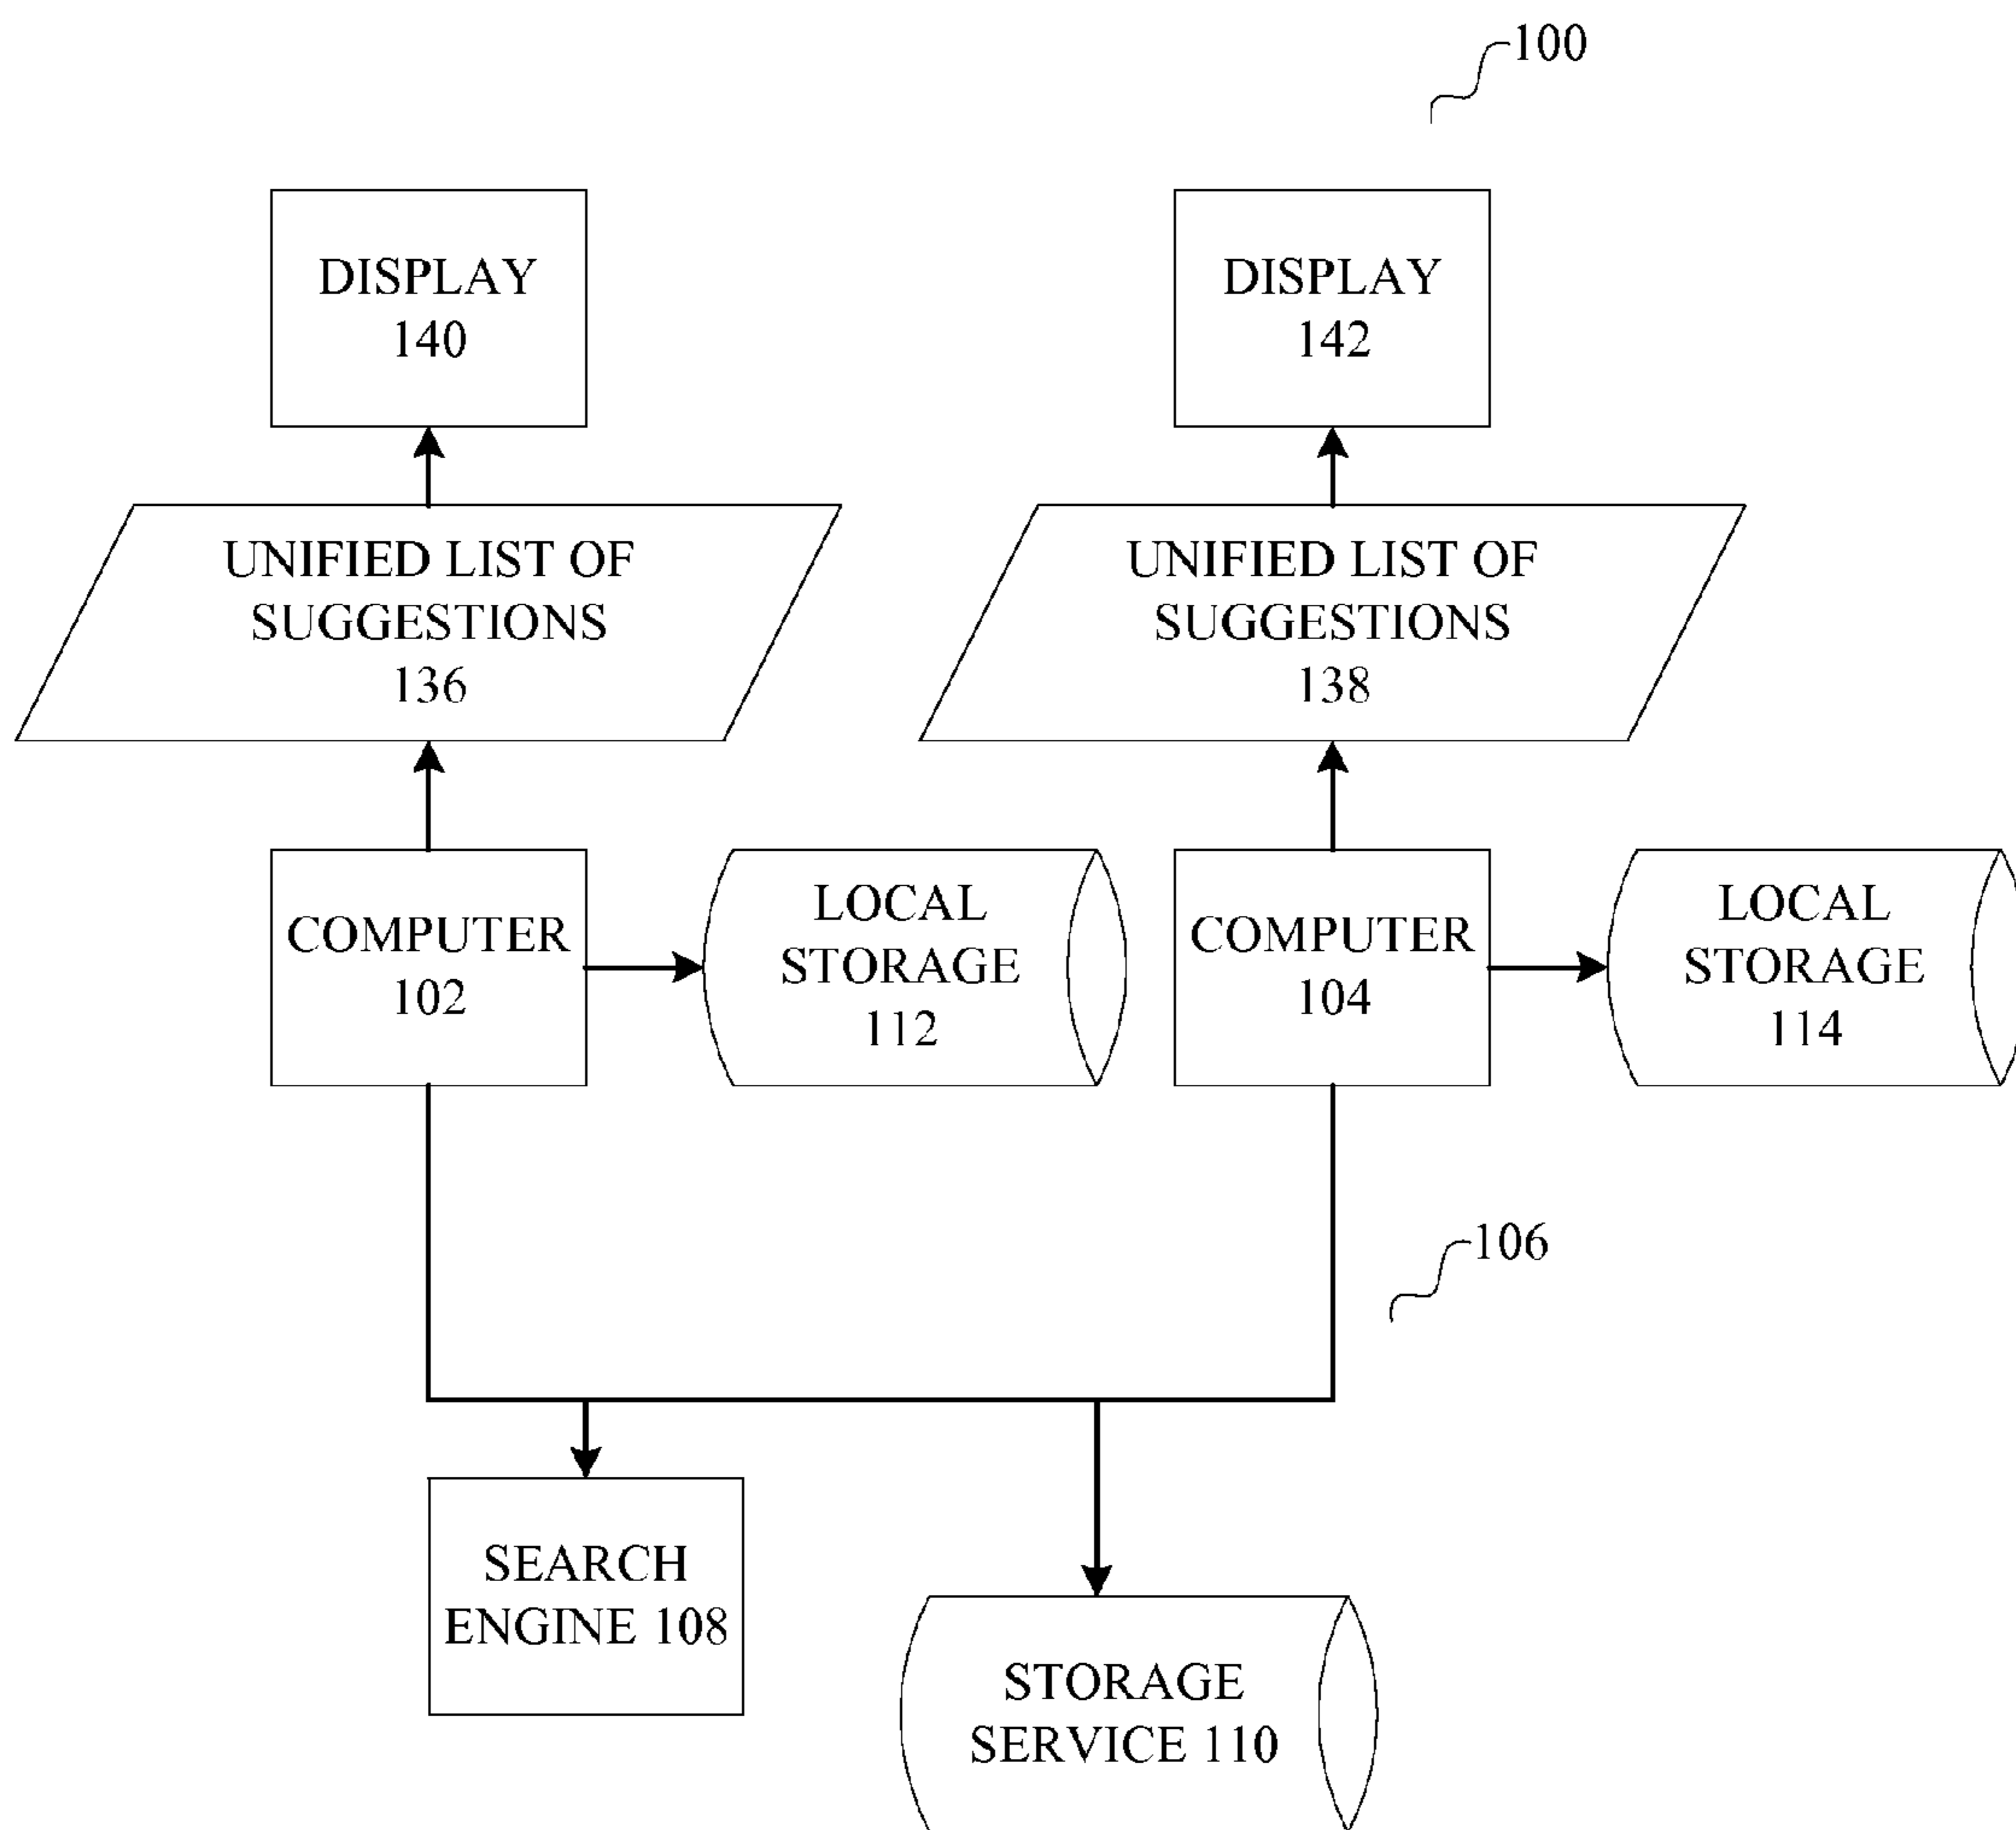 100
DISPLAY
140
DISPLAY
142
UNIFIED LIST OF
SUGGESTIONS
136
UNIFIED LIST OF
SUGGESTIONS
138
COMPUTER
102
LOCAL
STORAGE
112
COMPUTER
104
LOCAL
STORAGE
114
106
SEARCH
ENGINE 108
STORAGE
SERVICE 110